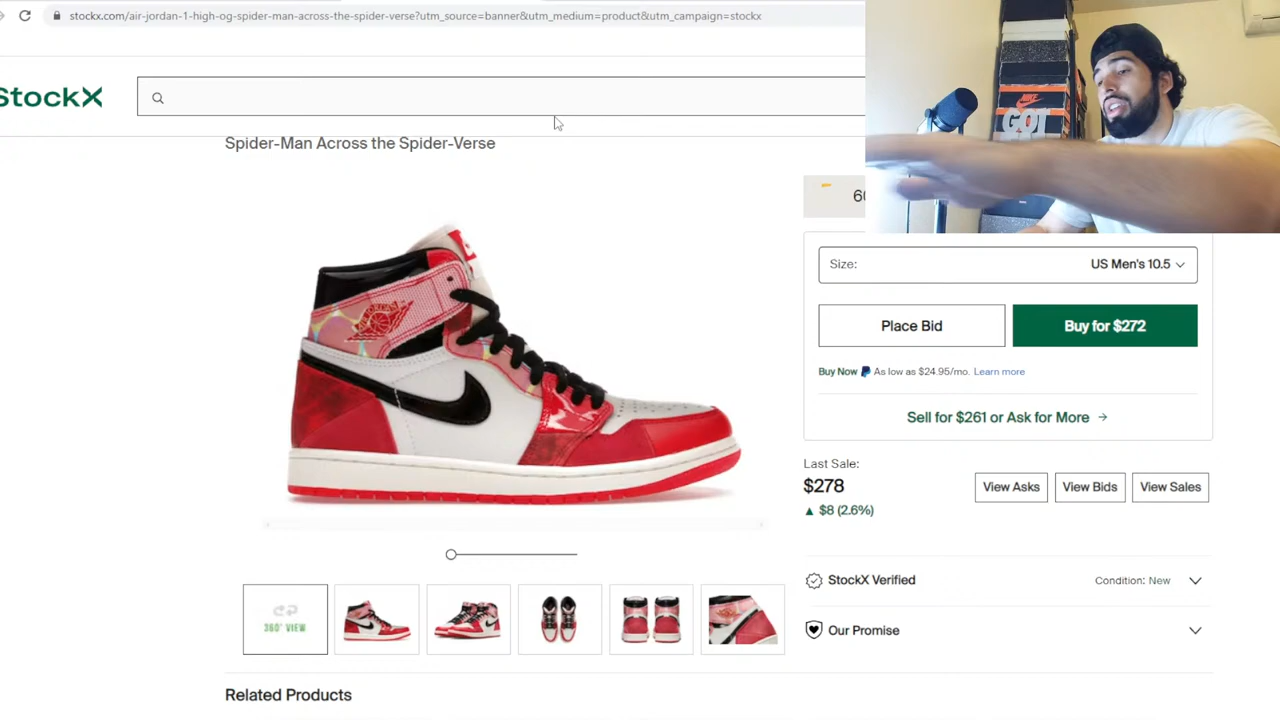 stockx.com/air-jordan-1-high-og-spider-man-across-the-spider-verse?utm_source=banner&utm_medium=product&utm_campaign=stockx
StockX
Spider-Man Across the Spider-Verse
Size:
US Men's 10.5
Place Bid
Buy for $272
Buy Now
As low as $24.95/mo. Learn more
Sell for $261 or Ask for More →
Last Sale:
$278
▲ $8 (2.6%)
View Asks
View Bids
View Sales
StockX Verified
Condition: New
Our Promise
360° VIEW
Related Products
NIKE
GOT